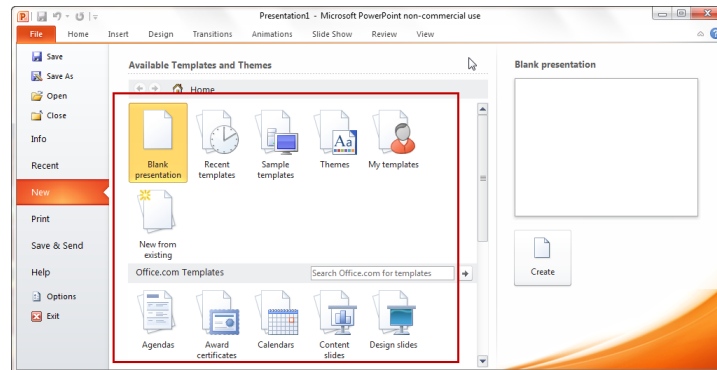 Presentation1 - Microsoft PowerPoint non-commercial use
File Home Insert Design Transitions Animations Slide Show Review View
Save
Save As
Open
Close
Info
Recent
New
Print
Save & Send
Help
Options
Exit
Available Templates and Themes
Home
Blank presentation
Recent templates
Sample templates
Themes
My templates
New from existing
Office.com Templates
Search Office.com for templates
Agendas
Award certificates
Calendars
Content slides
Design slides
Blank presentation
Create